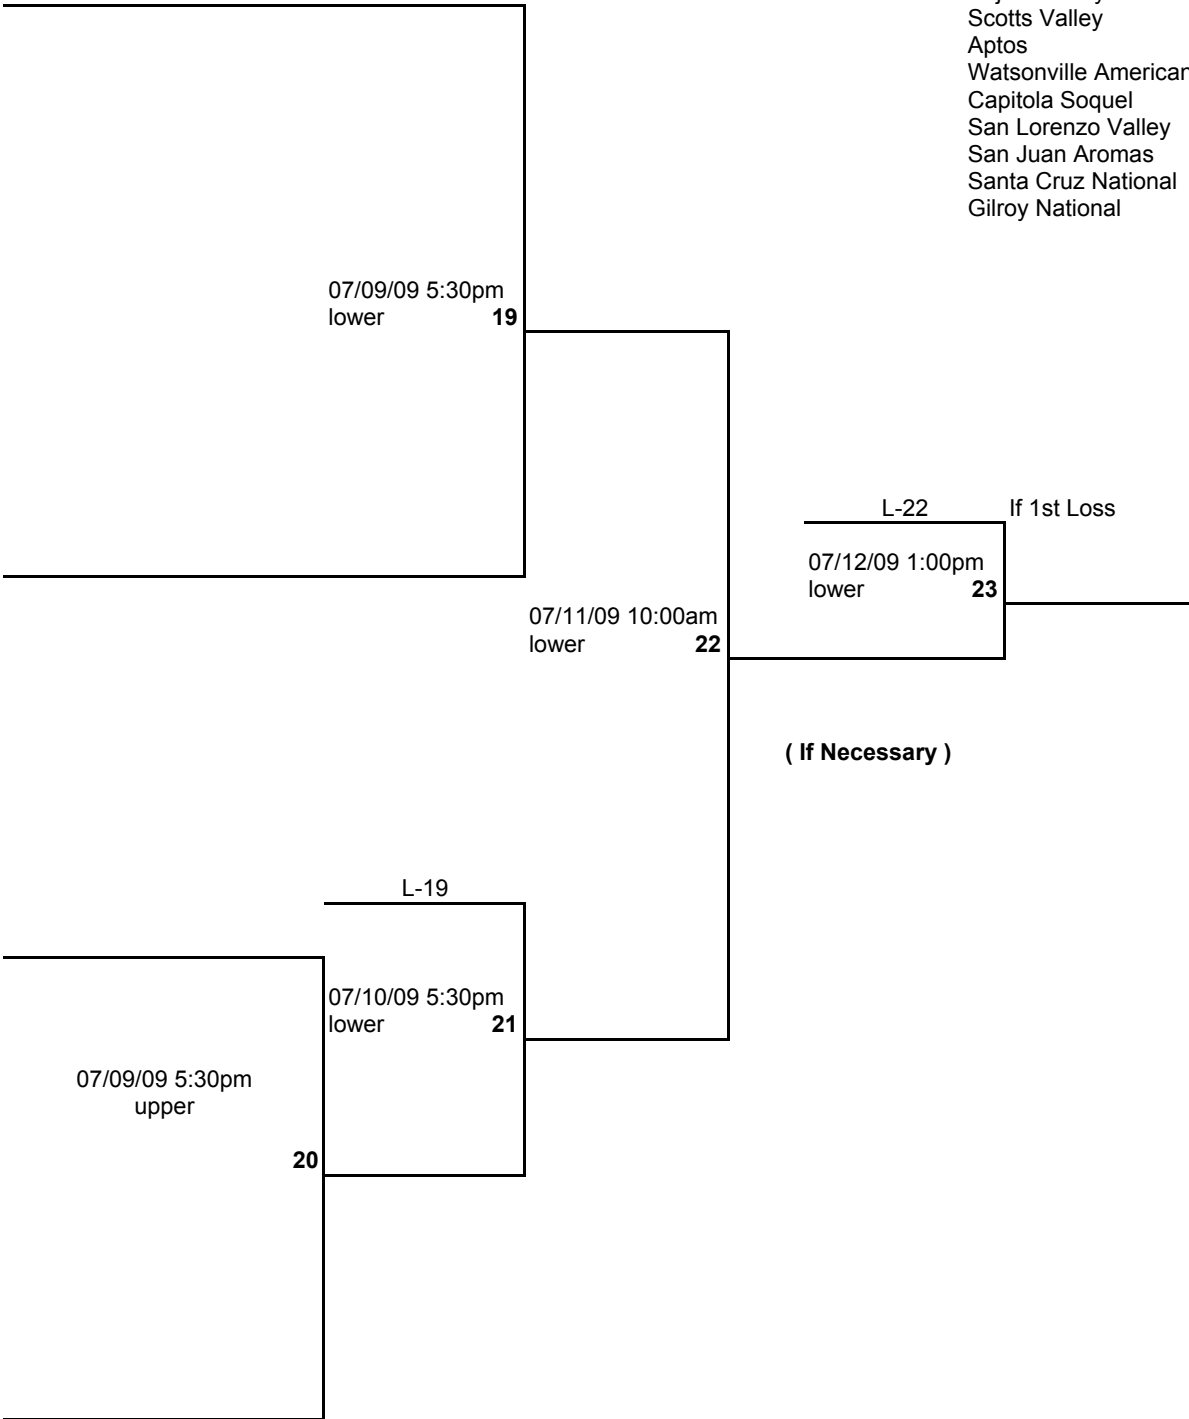 Scotts Valley
Aptos
Watsonville American
Capitola Soquel
San Lorenzo Valley
San Juan Aromas
Santa Cruz National
Gilroy National
07/09/09 5:30pm
lower 19
L-22 If 1st Loss
07/12/09 1:00pm
lower 23
07/11/09 10:00am
lower 22
( If Necessary )
L-19
07/10/09 5:30pm
lower 21
07/09/09 5:30pm
upper
20